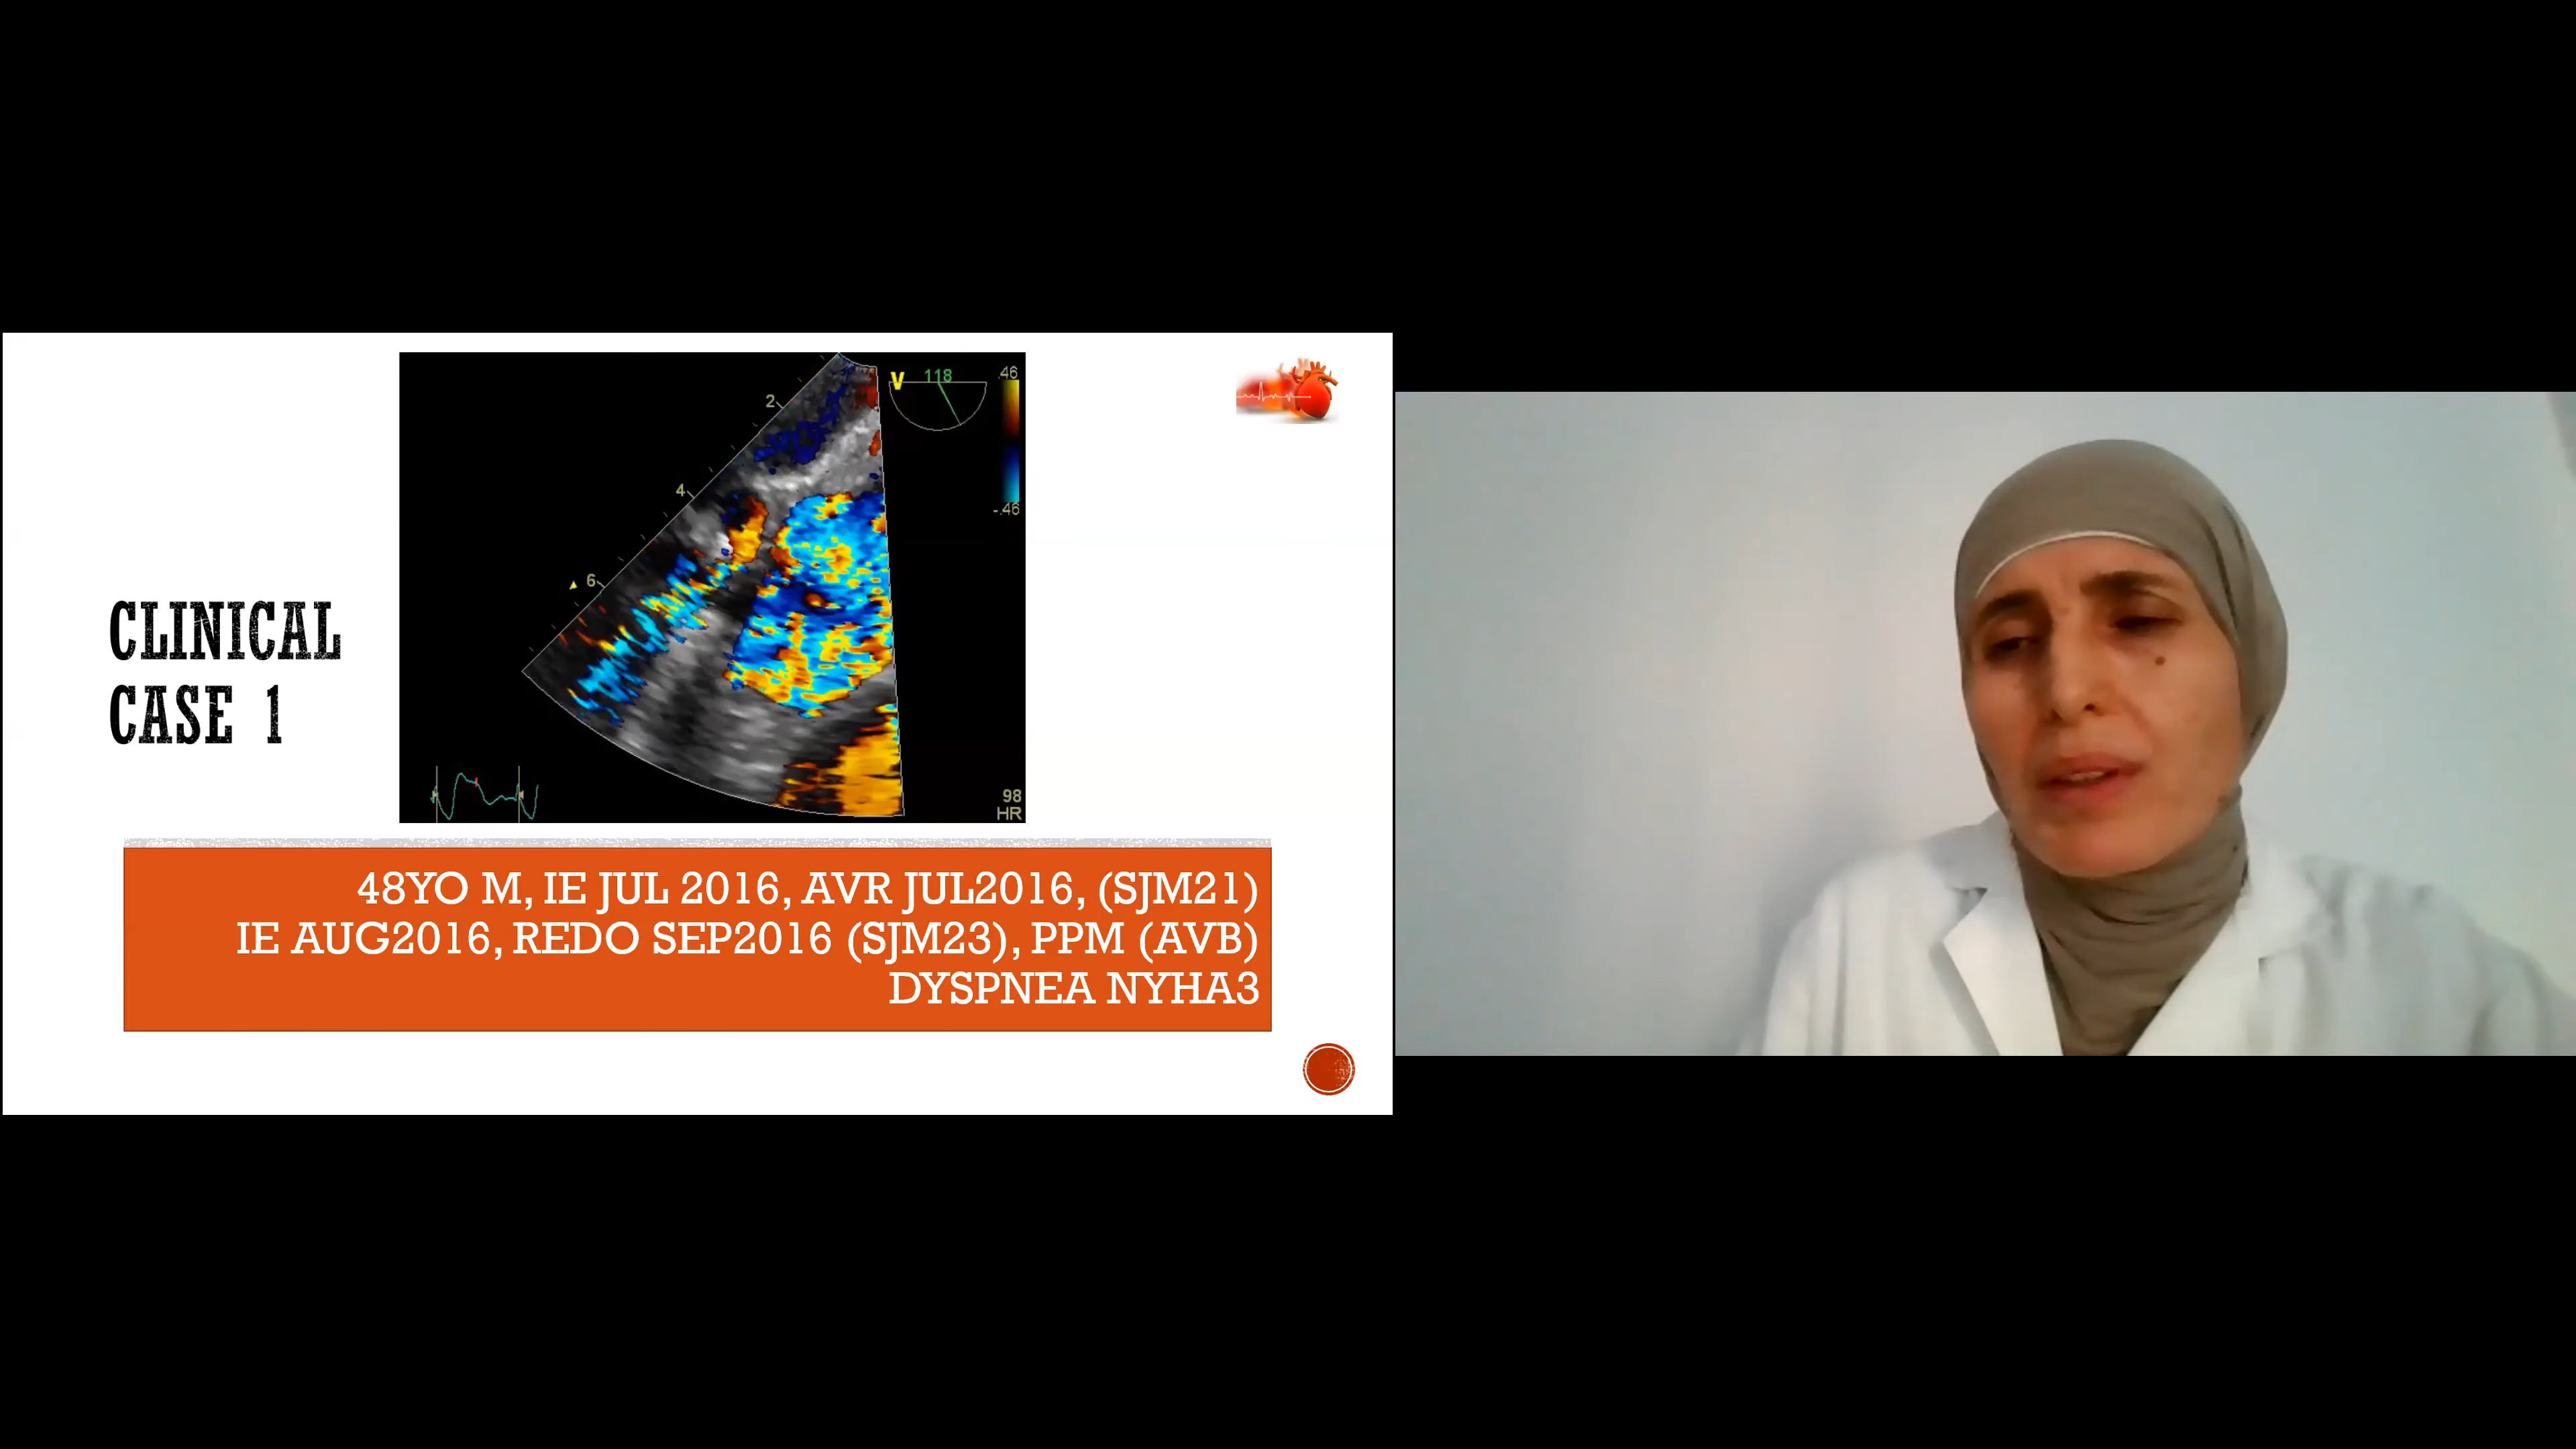 CLINICAL
CASE 1
V
118
.46
-.46
2
4
6
98
HR
48YO M, IE JUL 2016, AVR JUL2016, (SJM21)
IE AUG2016, REDO SEP2016 (SJM23), PPM (AVB)
DYSPNEA NYHA3